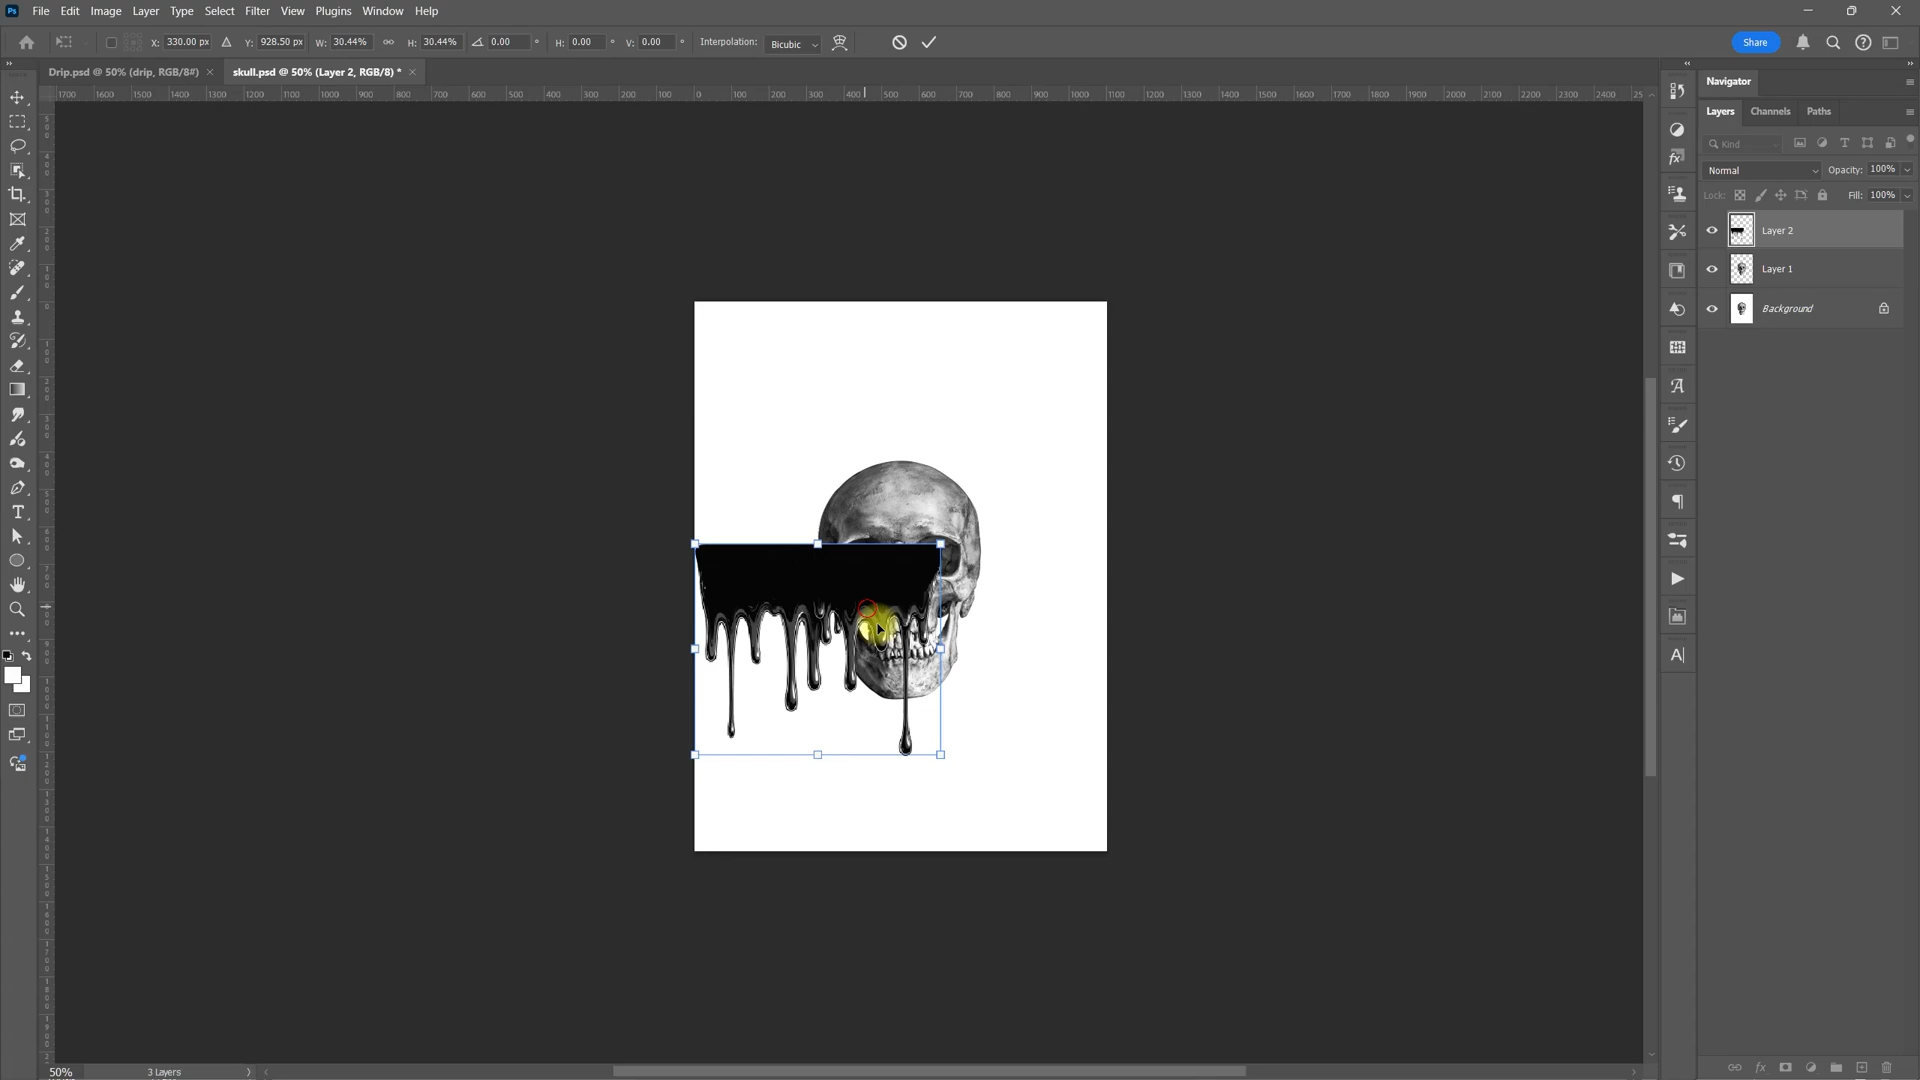 Ps File Edit Image Layer Type Select Filter View Plugins Window Help
X: 330.00 px Y: 928.50 px W: 30.44% H: 30.44% 0.00 ° H: 0.00 ° V: 0.00 ° Interpolation: Bicubic Share
Drip.psd @ 50% (drip, RGB/8#) × skull.psd @ 50% (Layer 2, RGB/8) * ×
1700 1600 1500 1400 1300 1200 1100 1000 900 800 700 600 500 400 300 200 100 0 100 200 300 400 500 600 700 800 900 1000 1100 1200 1300 1400 1500 1600 1700 1800 1900 2000 2100 2200 2300 2400 25
Navigator
Layers Channels Paths
Kind
Normal Opacity: 100%
Lock: Fill: 100%
Layer 2
Layer 1
Background
50% 3 Layers